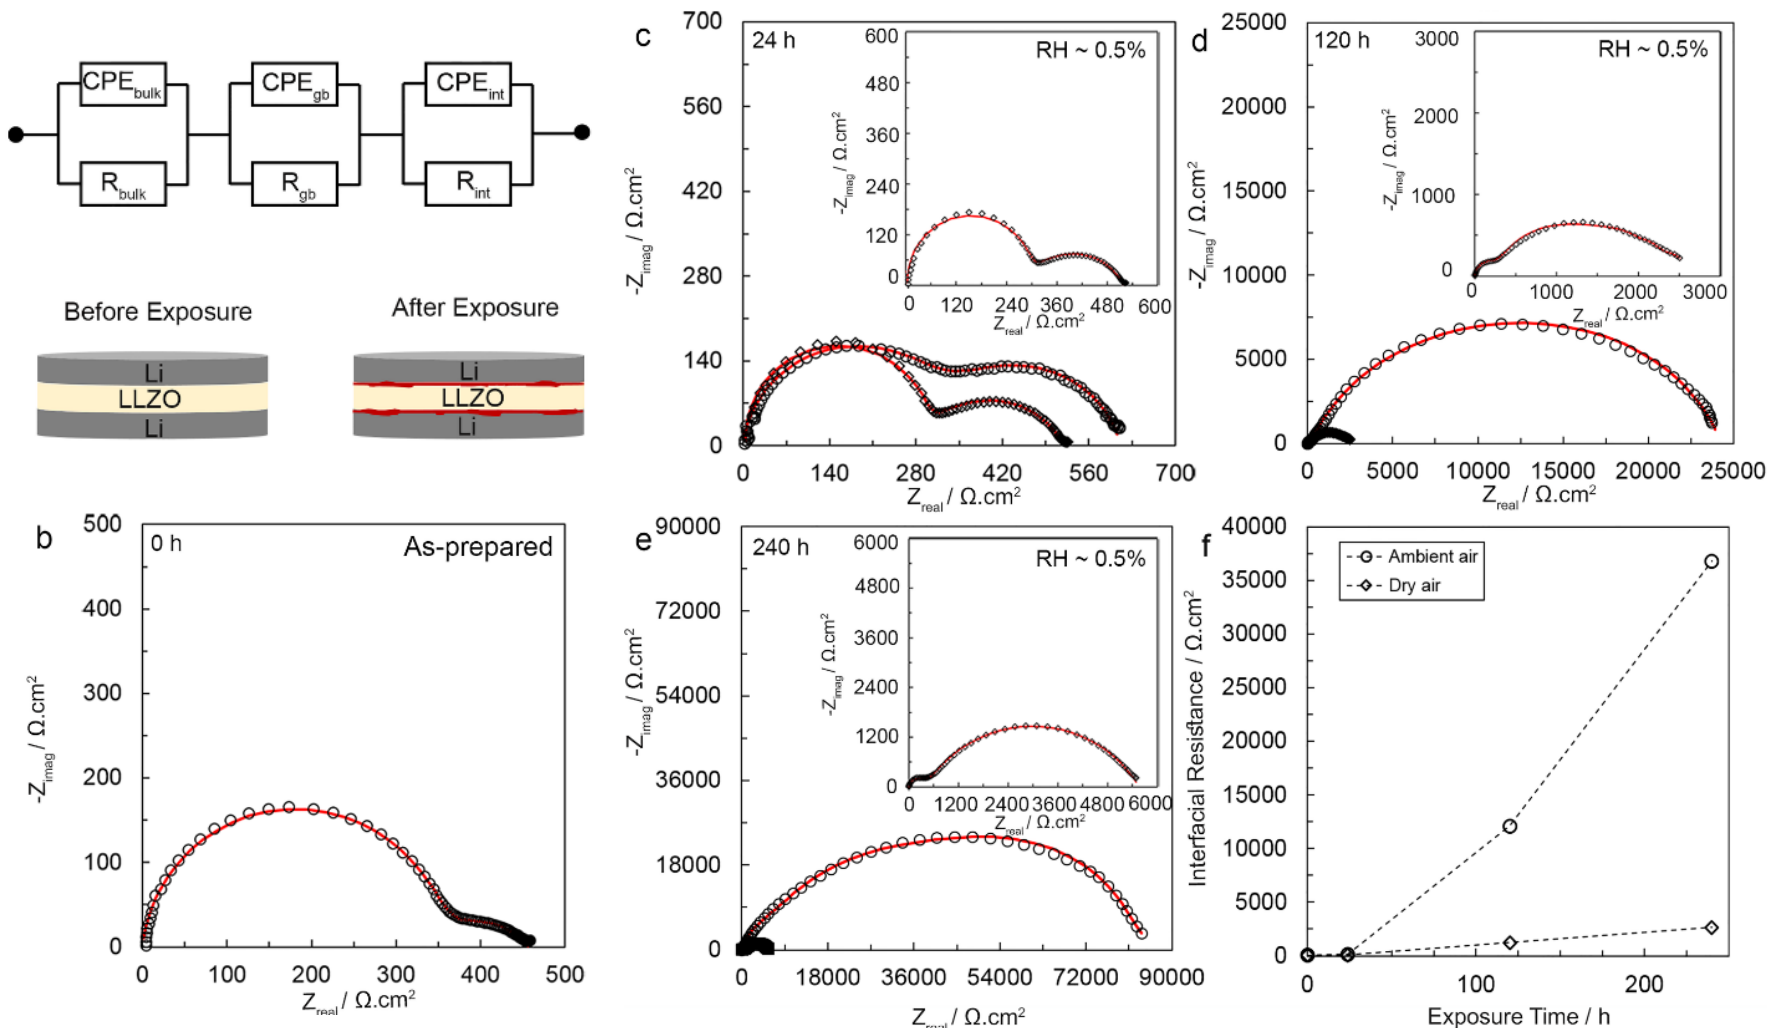 CPEbulk
CPEgb
CPEint
Rbulk
Rgb
Rint
Before Exposure
After Exposure
Li
LLZO
Li
Li
LLZO
Li
b
0 h
As-prepared
500
400
300
200
100
0
-Zimag / Ω.cm2
0 100 200 300 400 500
Zreal / Ω.cm2
c
24 h
700
560
420
280
140
0
-Zimag / Ω.cm2
0 140 280 420 560 700
Zreal / Ω.cm2
RH ~ 0.5%
600
480
360
240
120
0
-Zimag / Ω.cm2
0 120 240 360 480 600
Zreal / Ω.cm2
d
120 h
25000
20000
15000
10000
5000
0
-Zimag / Ω.cm2
0 5000 10000 15000 20000 25000
Zreal / Ω.cm2
RH ~ 0.5%
3000
2000
1000
0
-Zimag / Ω.cm2
0 1000 2000 3000
Zreal / Ω.cm2
e
240 h
90000
72000
54000
36000
18000
0
-Zimag / Ω.cm2
0 18000 36000 54000 72000 90000
Zreal / Ω.cm2
RH ~ 0.5%
6000
4800
3600
2400
1200
0
-Zimag / Ω.cm2
0 1200 2400 3600 4800 6000
Zreal / Ω.cm2
f
Ambient air
Dry air
40000
35000
30000
25000
20000
15000
10000
5000
0
Interfacial Resistance / Ω.cm2
0 100 200
Exposure Time / h